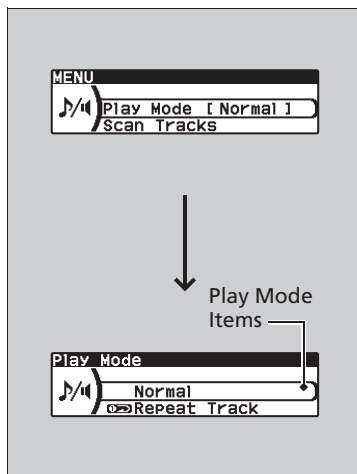 MENU
Play Mode [ Normal ]
Scan Tracks
Play Mode
Items
Play Mode
Normal
Repeat Track